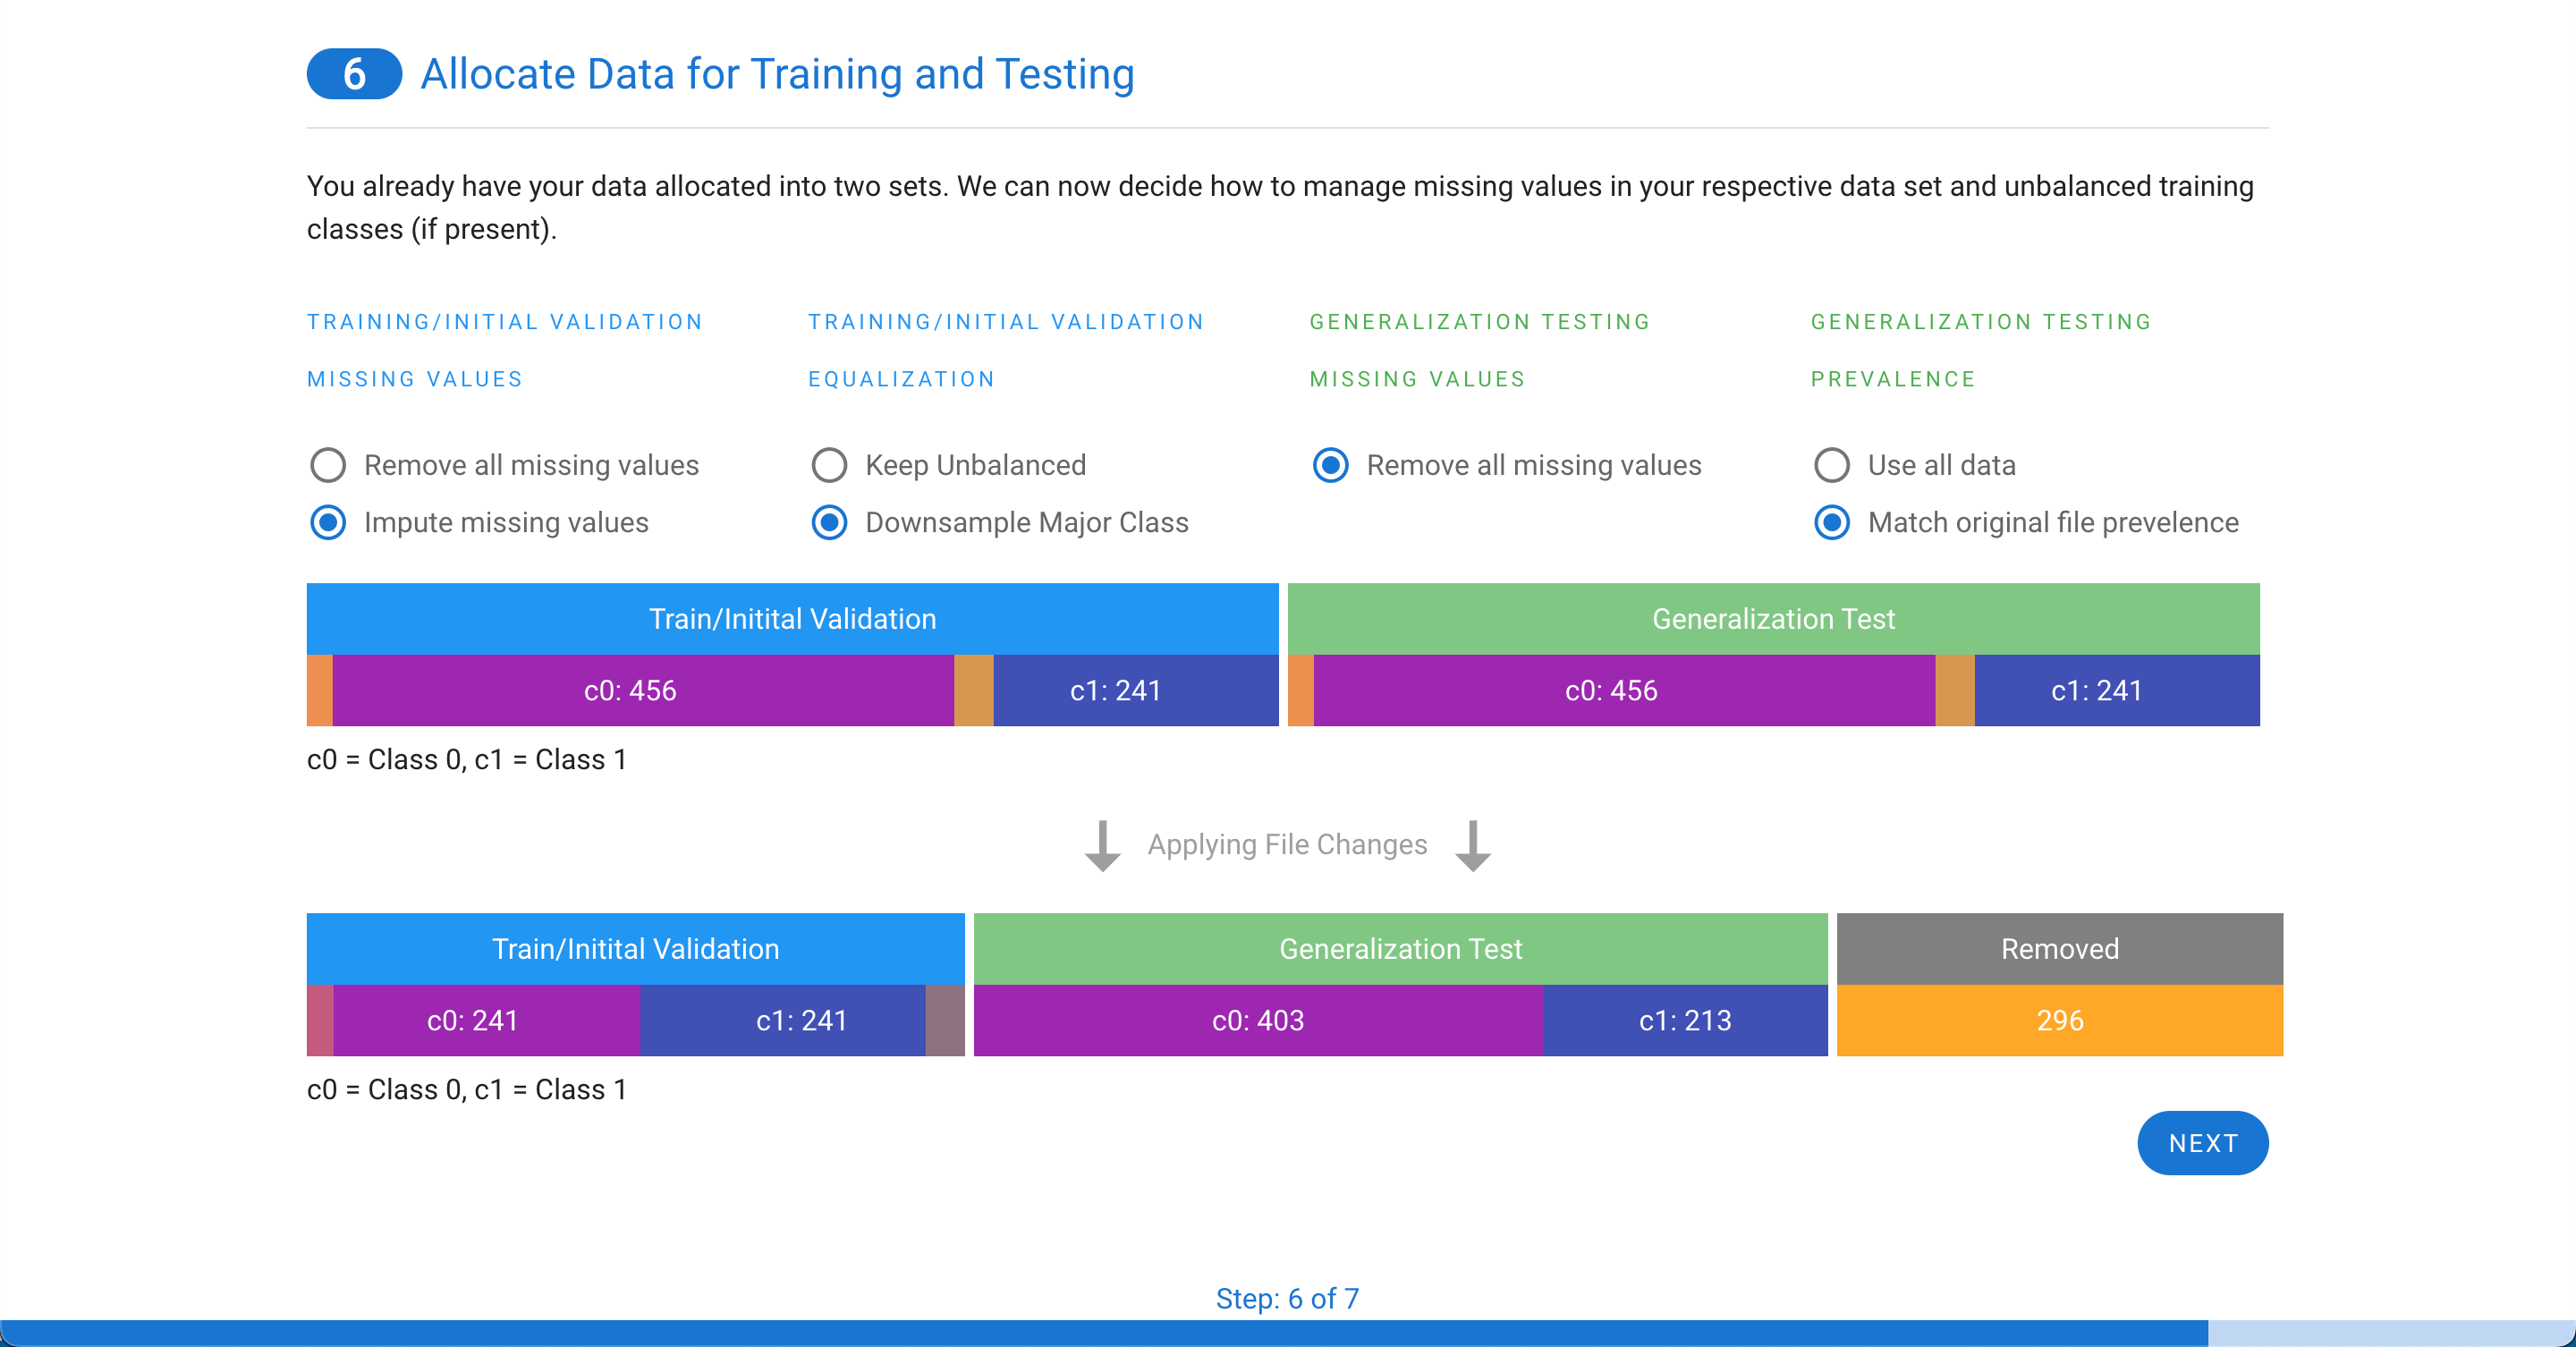 6 Allocate Data for Training and Testing
You already have your data allocated into two sets. We can now decide how to manage missing values in your respective data set and unbalanced training
classes (if present).
TRAINING/INITIAL VALIDATION
MISSING VALUES
Remove all missing values
Impute missing values
TRAINING/INITIAL VALIDATION
EQUALIZATION
Keep Unbalanced
Downsample Major Class
GENERALIZATION TESTING
MISSING VALUES
Remove all missing values
GENERALIZATION TESTING
PREVALENCE
Use all data
Match original file prevelence
Train/Initital Validation
Generalization Test
c0: 456
c1: 241
c0: 456
c1: 241
c0 = Class 0, c1 = Class 1
Applying File Changes
Train/Initital Validation
Generalization Test
Removed
c0: 241
c1: 241
c0: 403
c1: 213
296
c0 = Class 0, c1 = Class 1
NEXT
Step: 6 of 7